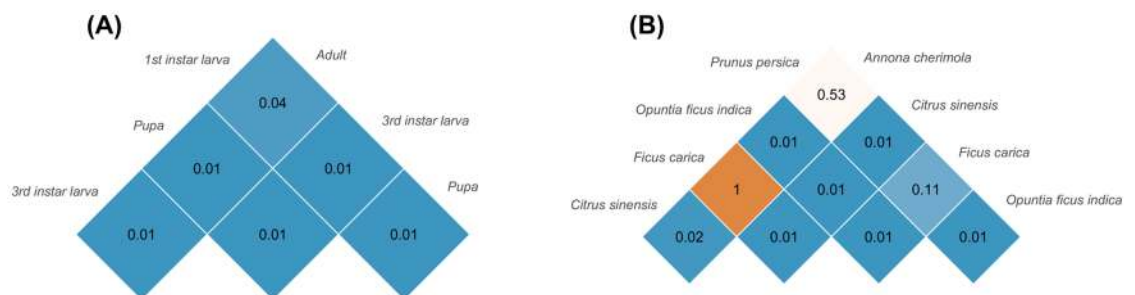 (A)
1st instar larva
Adult
0.04
Pupa
3rd instar larva
0.01
0.01
3rd instar larva
Pupa
0.01
0.01
0.01
(B)
Prunus persica
Annona cherimola
0.53
Opuntia ficus indica
Citrus sinensis
0.01
0.01
Ficus carica
Ficus carica
1
0.01
0.11
Citrus sinensis
Opuntia ficus indica
0.02
0.01
0.01
0.01